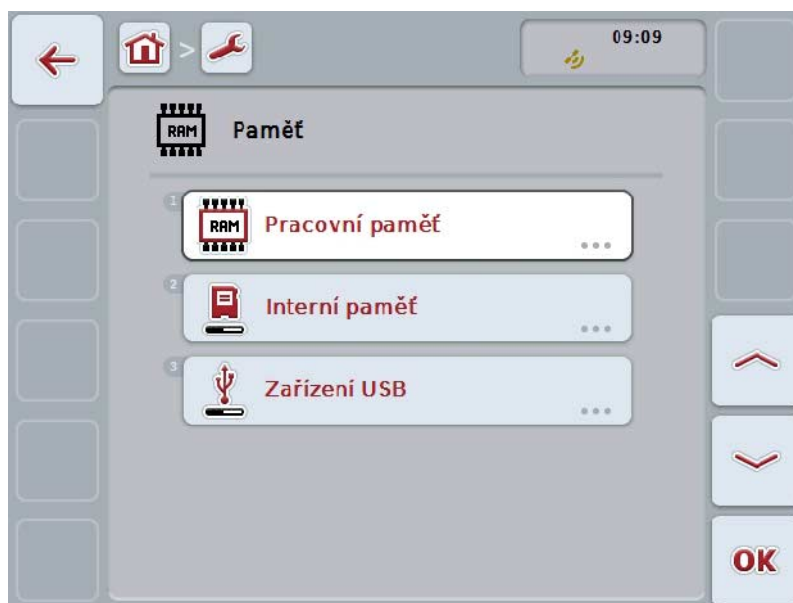 >
09:09
RAM
Paměť
1
RAM
Pracovní paměť
2
Interní paměť
3
Zařízení USB
OK